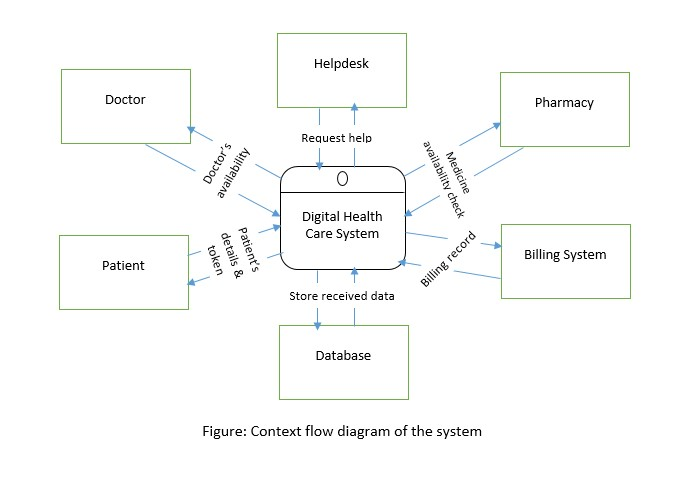 Helpdesk
Doctor
Pharmacy
Request help
Doctor's
availability
Medicine
availability check
0
Digital Health
Care System
Patient
Patient's
details &
token
Billing System
Billing record
Store received data
Database
Figure: Context flow diagram of the system